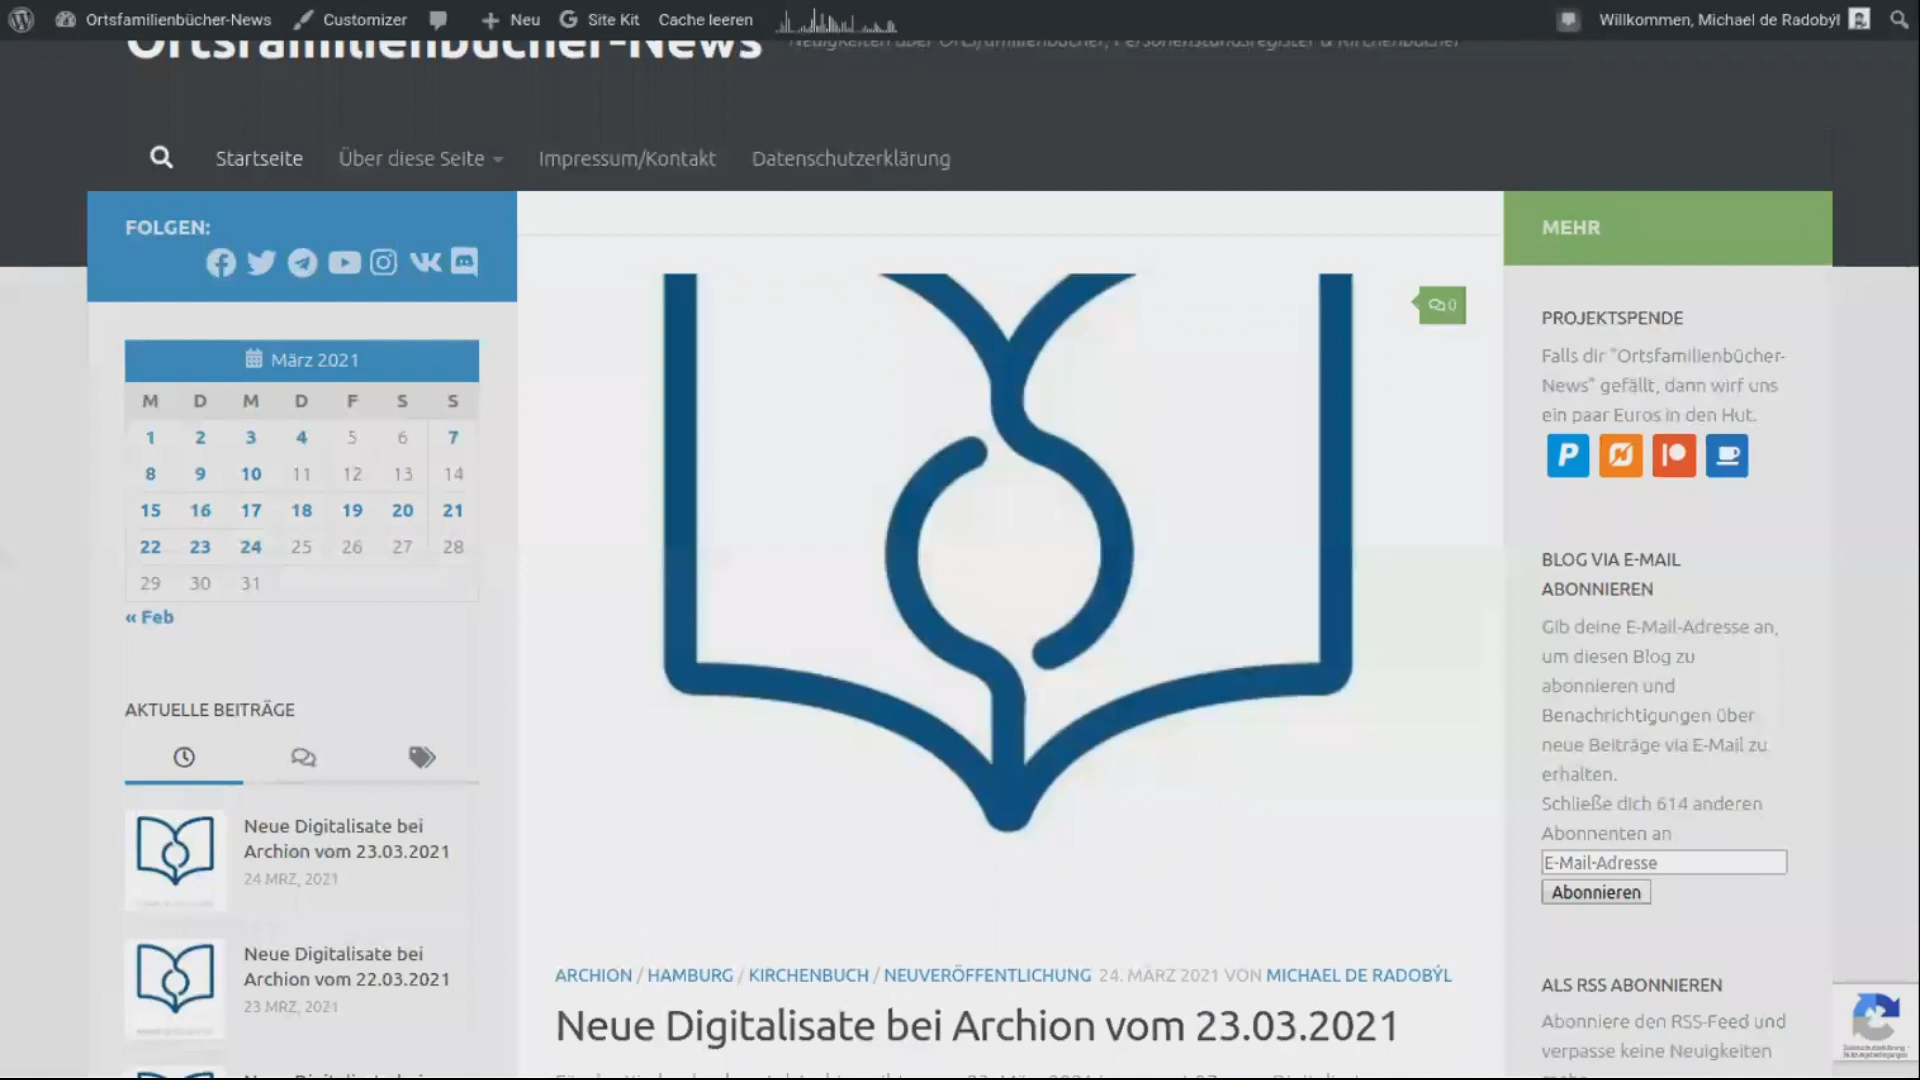 Ortsfamilienbücher-News Customizer Neu Site Kit Cache leeren Willkommen, Michael de Radobÿl
Ortsfamilienbücher-News Neuigkeiten über Ortsfamilienbücher, Personenstandsregister & Kirchenbücher
Startseite Über diese Seite Impressum/Kontakt Datenschutzerklärung
FOLGEN:
März 2021
M D M D F S S
1 2 3 4 5 6 7
8 9 10 11 12 13 14
15 16 17 18 19 20 21
22 23 24 25 26 27 28
29 30 31
« Feb
AKTUELLE BEITRÄGE
Neue Digitalisate bei
Archion vom 23.03.2021
24 MRZ, 2021
Neue Digitalisate bei
Archion vom 22.03.2021
23 MRZ, 2021
0
ARCHION / HAMBURG / KIRCHENBUCH / NEUVERÖFFENTLICHUNG 24. MÄRZ 2021 VON MICHAEL DE RADOBÝL
Neue Digitalisate bei Archion vom 23.03.2021
MEHR
PROJEKTSPENDE
Falls dir "Ortsfamilienbücher-
News" gefällt, dann wirf uns
ein paar Euros in den Hut.
BLOG VIA E-MAIL
ABONNIEREN
Gib deine E-Mail-Adresse an,
um diesen Blog zu
abonnieren und
Benachrichtigungen über
neue Beiträge via E-Mail zu
erhalten.
Schließe dich 614 anderen
Abonnenten an
E-Mail-Adresse
Abonnieren
ALS RSS ABONNIEREN
Abonniere den RSS-Feed und
verpasse keine Neuigkeiten